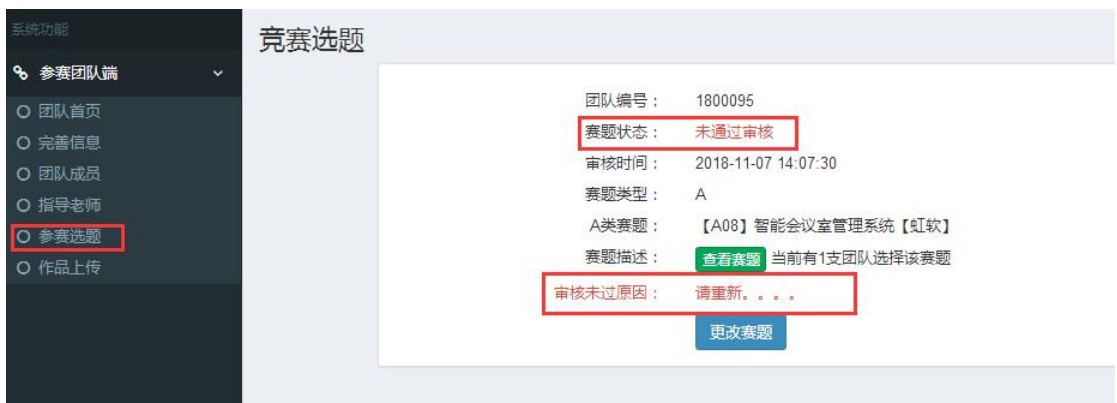 系统功能
参赛团队端
团队首页
完善信息
团队成员
指导老师
参赛选题
作品上传
竞赛选题
团队编号： 1800095
赛题状态： 未通过审核
审核时间： 2018-11-07 14:07:30
赛题类型： A
A类赛题： 【A08】智能会议室管理系统【虹软】
赛题描述： 查看赛题 当前有1支团队选择该赛题
审核未过原因： 请重新。。。。
更改赛题